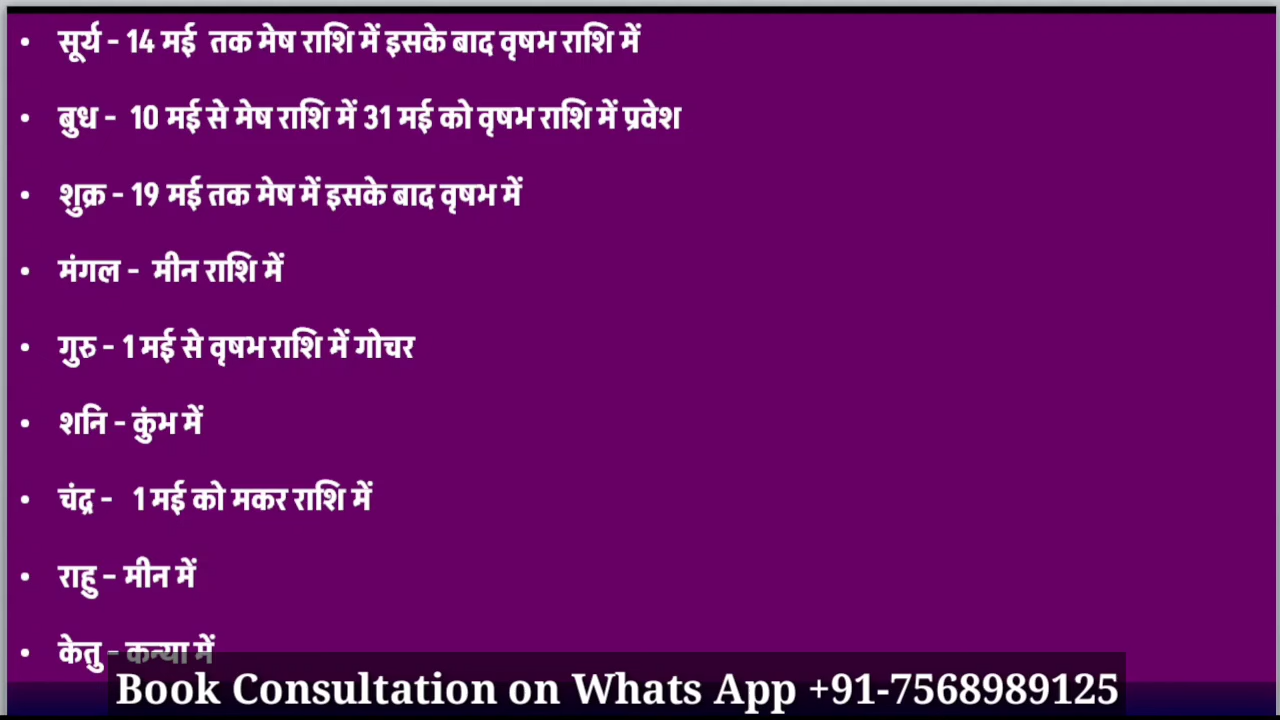 • सूर्य - 14 मई तक मेष राशि में इसके बाद वृषभ राशि में
• बुध - 10 मई से मेष राशि में 31 मई को वृषभ राशि में प्रवेश
• शुक्र - 19 मई तक मेष में इसके बाद वृषभ में
• मंगल - मीन राशि में
• गुरु - 1 मई से वृषभ राशि में गोचर
• शनि - कुंभ में
• चंद्र - 1 मई को मकर राशि में
• राहु - मीन में
• केतु - कन्या में
Book Consultation on Whats App +91-7568989125